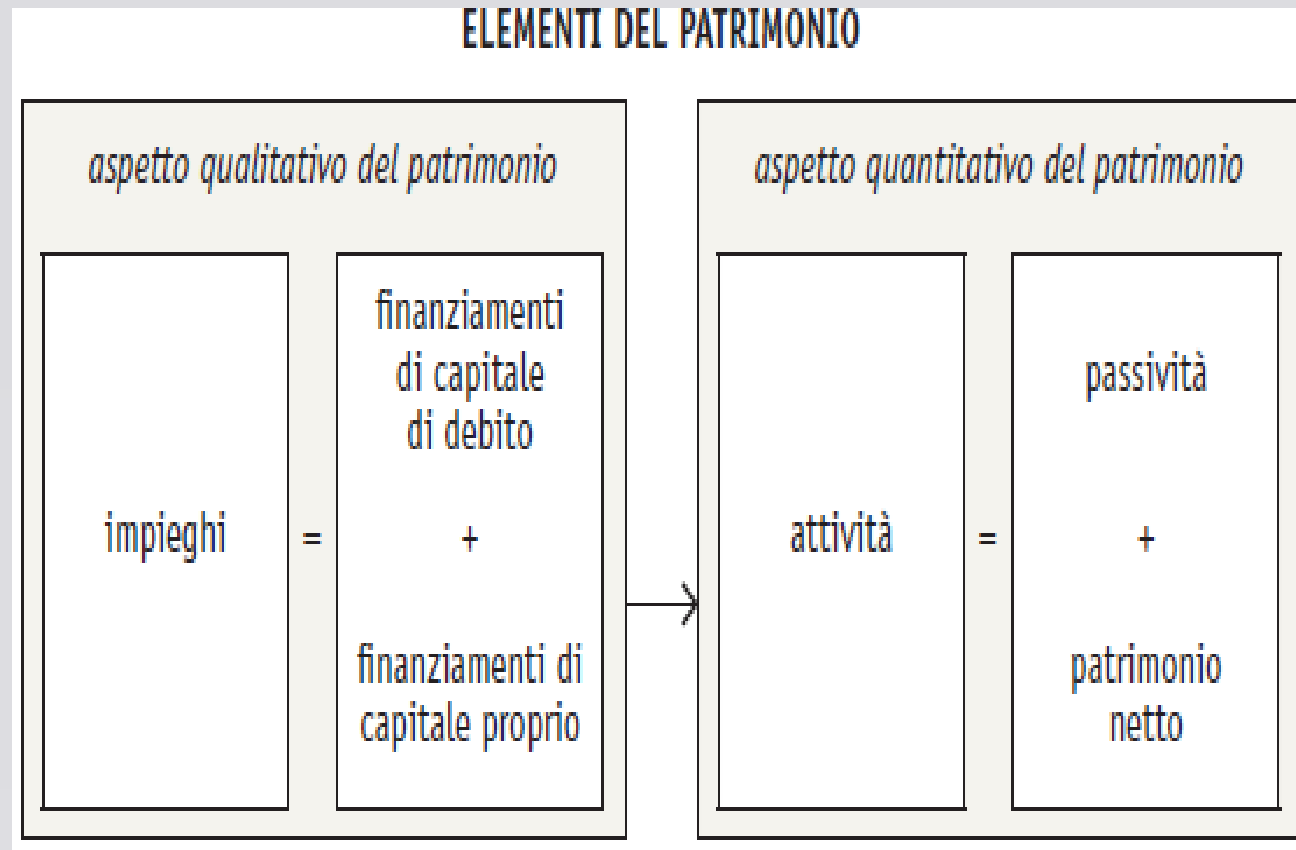 ELEMENTI DEL PATRIMONIO
aspetto qualitativo del patrimonio
impieghi
=
finanziamenti
di capitale
di debito
+
finanziamenti di
capitale proprio
aspetto quantitativo del patrimonio
attività
=
passività
+
patrimonio
netto